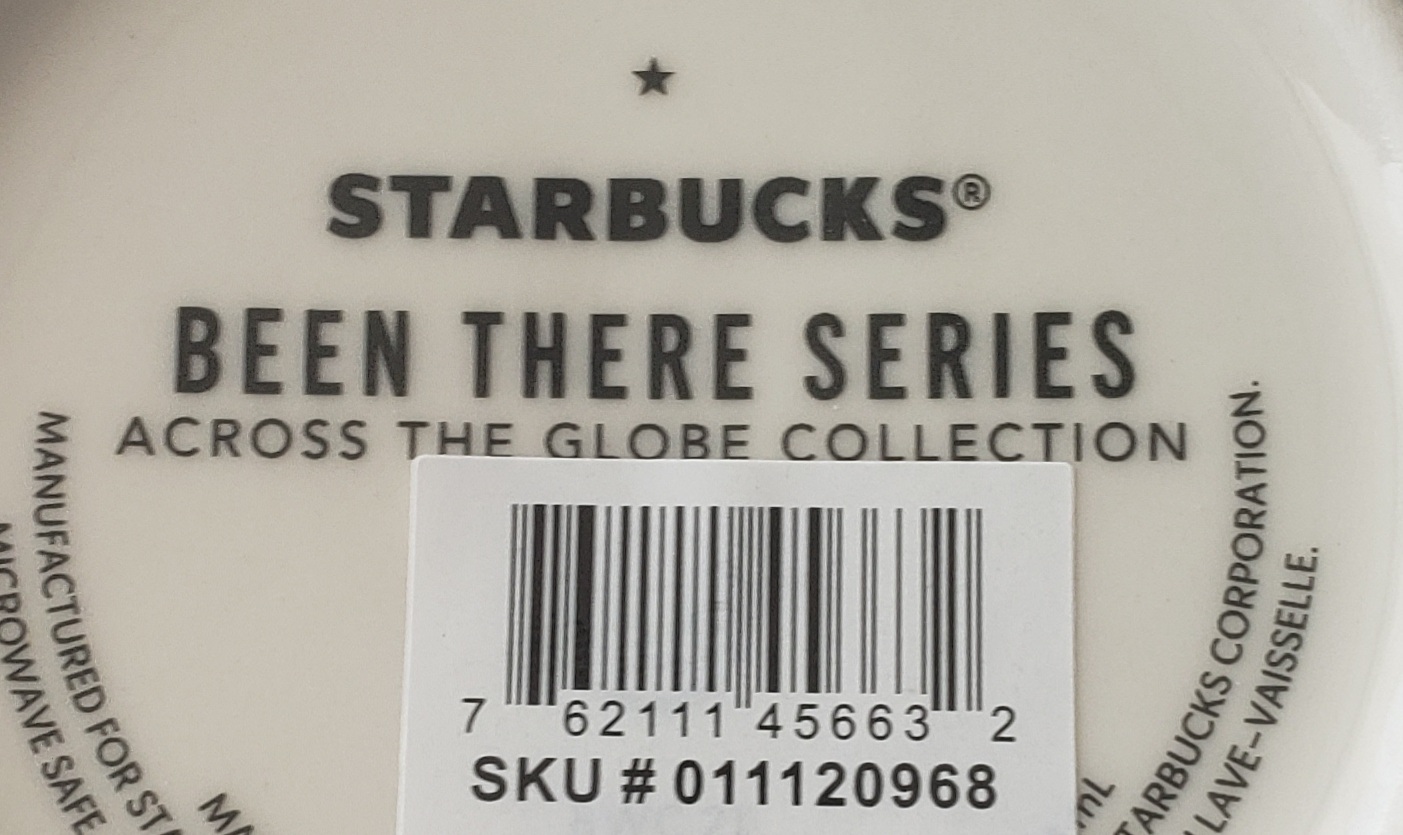 ★
STARBUCKS®
BEEN THERE SERIES
ACROSS THE GLOBE COLLECTION
7 62111 45663 2
SKU # 011120968
MANUFACTURED FOR
MICROWAVE SAFE
STARBUCKS CORPORATION.
LAVE-VAISSELLE.
mL